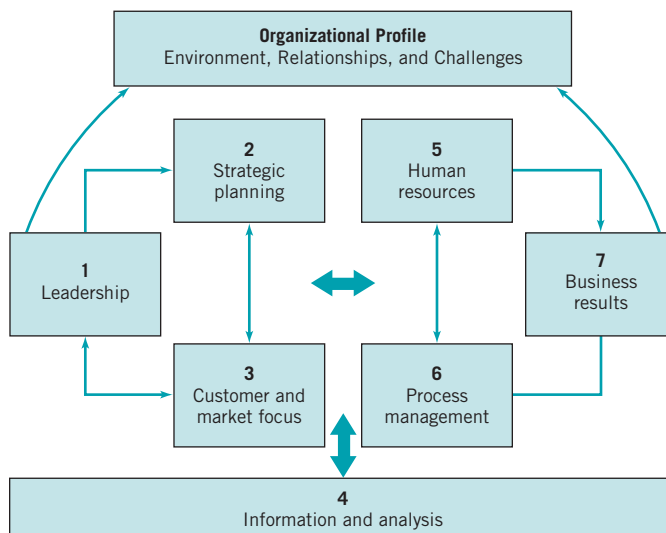 Organizational Profile
Environment, Relationships, and Challenges
2
Strategic
planning
5
Human
resources
1
Leadership
7
Business
results
3
Customer and
market focus
6
Process
management
4
Information and analysis